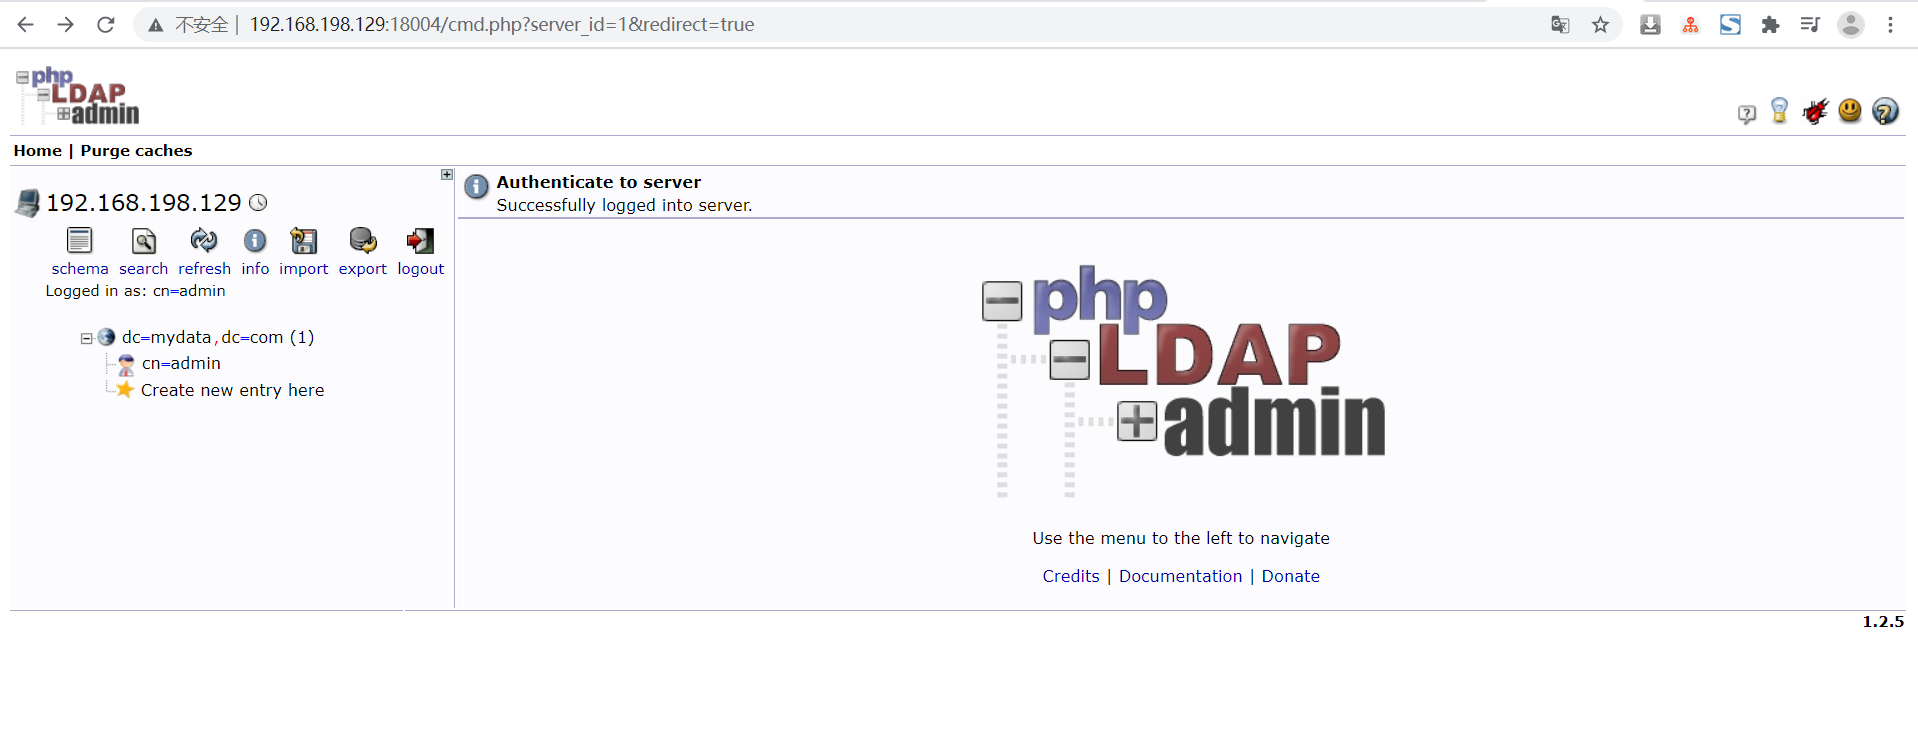 不安全 | 192.168.198.129:18004/cmd.php?server_id=1&redirect=true
php
LDAP
admin
Home | Purge caches
192.168.198.129
schema search refresh info import export logout
Logged in as: cn=admin
dc=mydata,dc=com (1)
cn=admin
Create new entry here
Authenticate to server
Successfully logged into server.
php
LDAP
admin
Use the menu to the left to navigate
Credits | Documentation | Donate
1.2.5